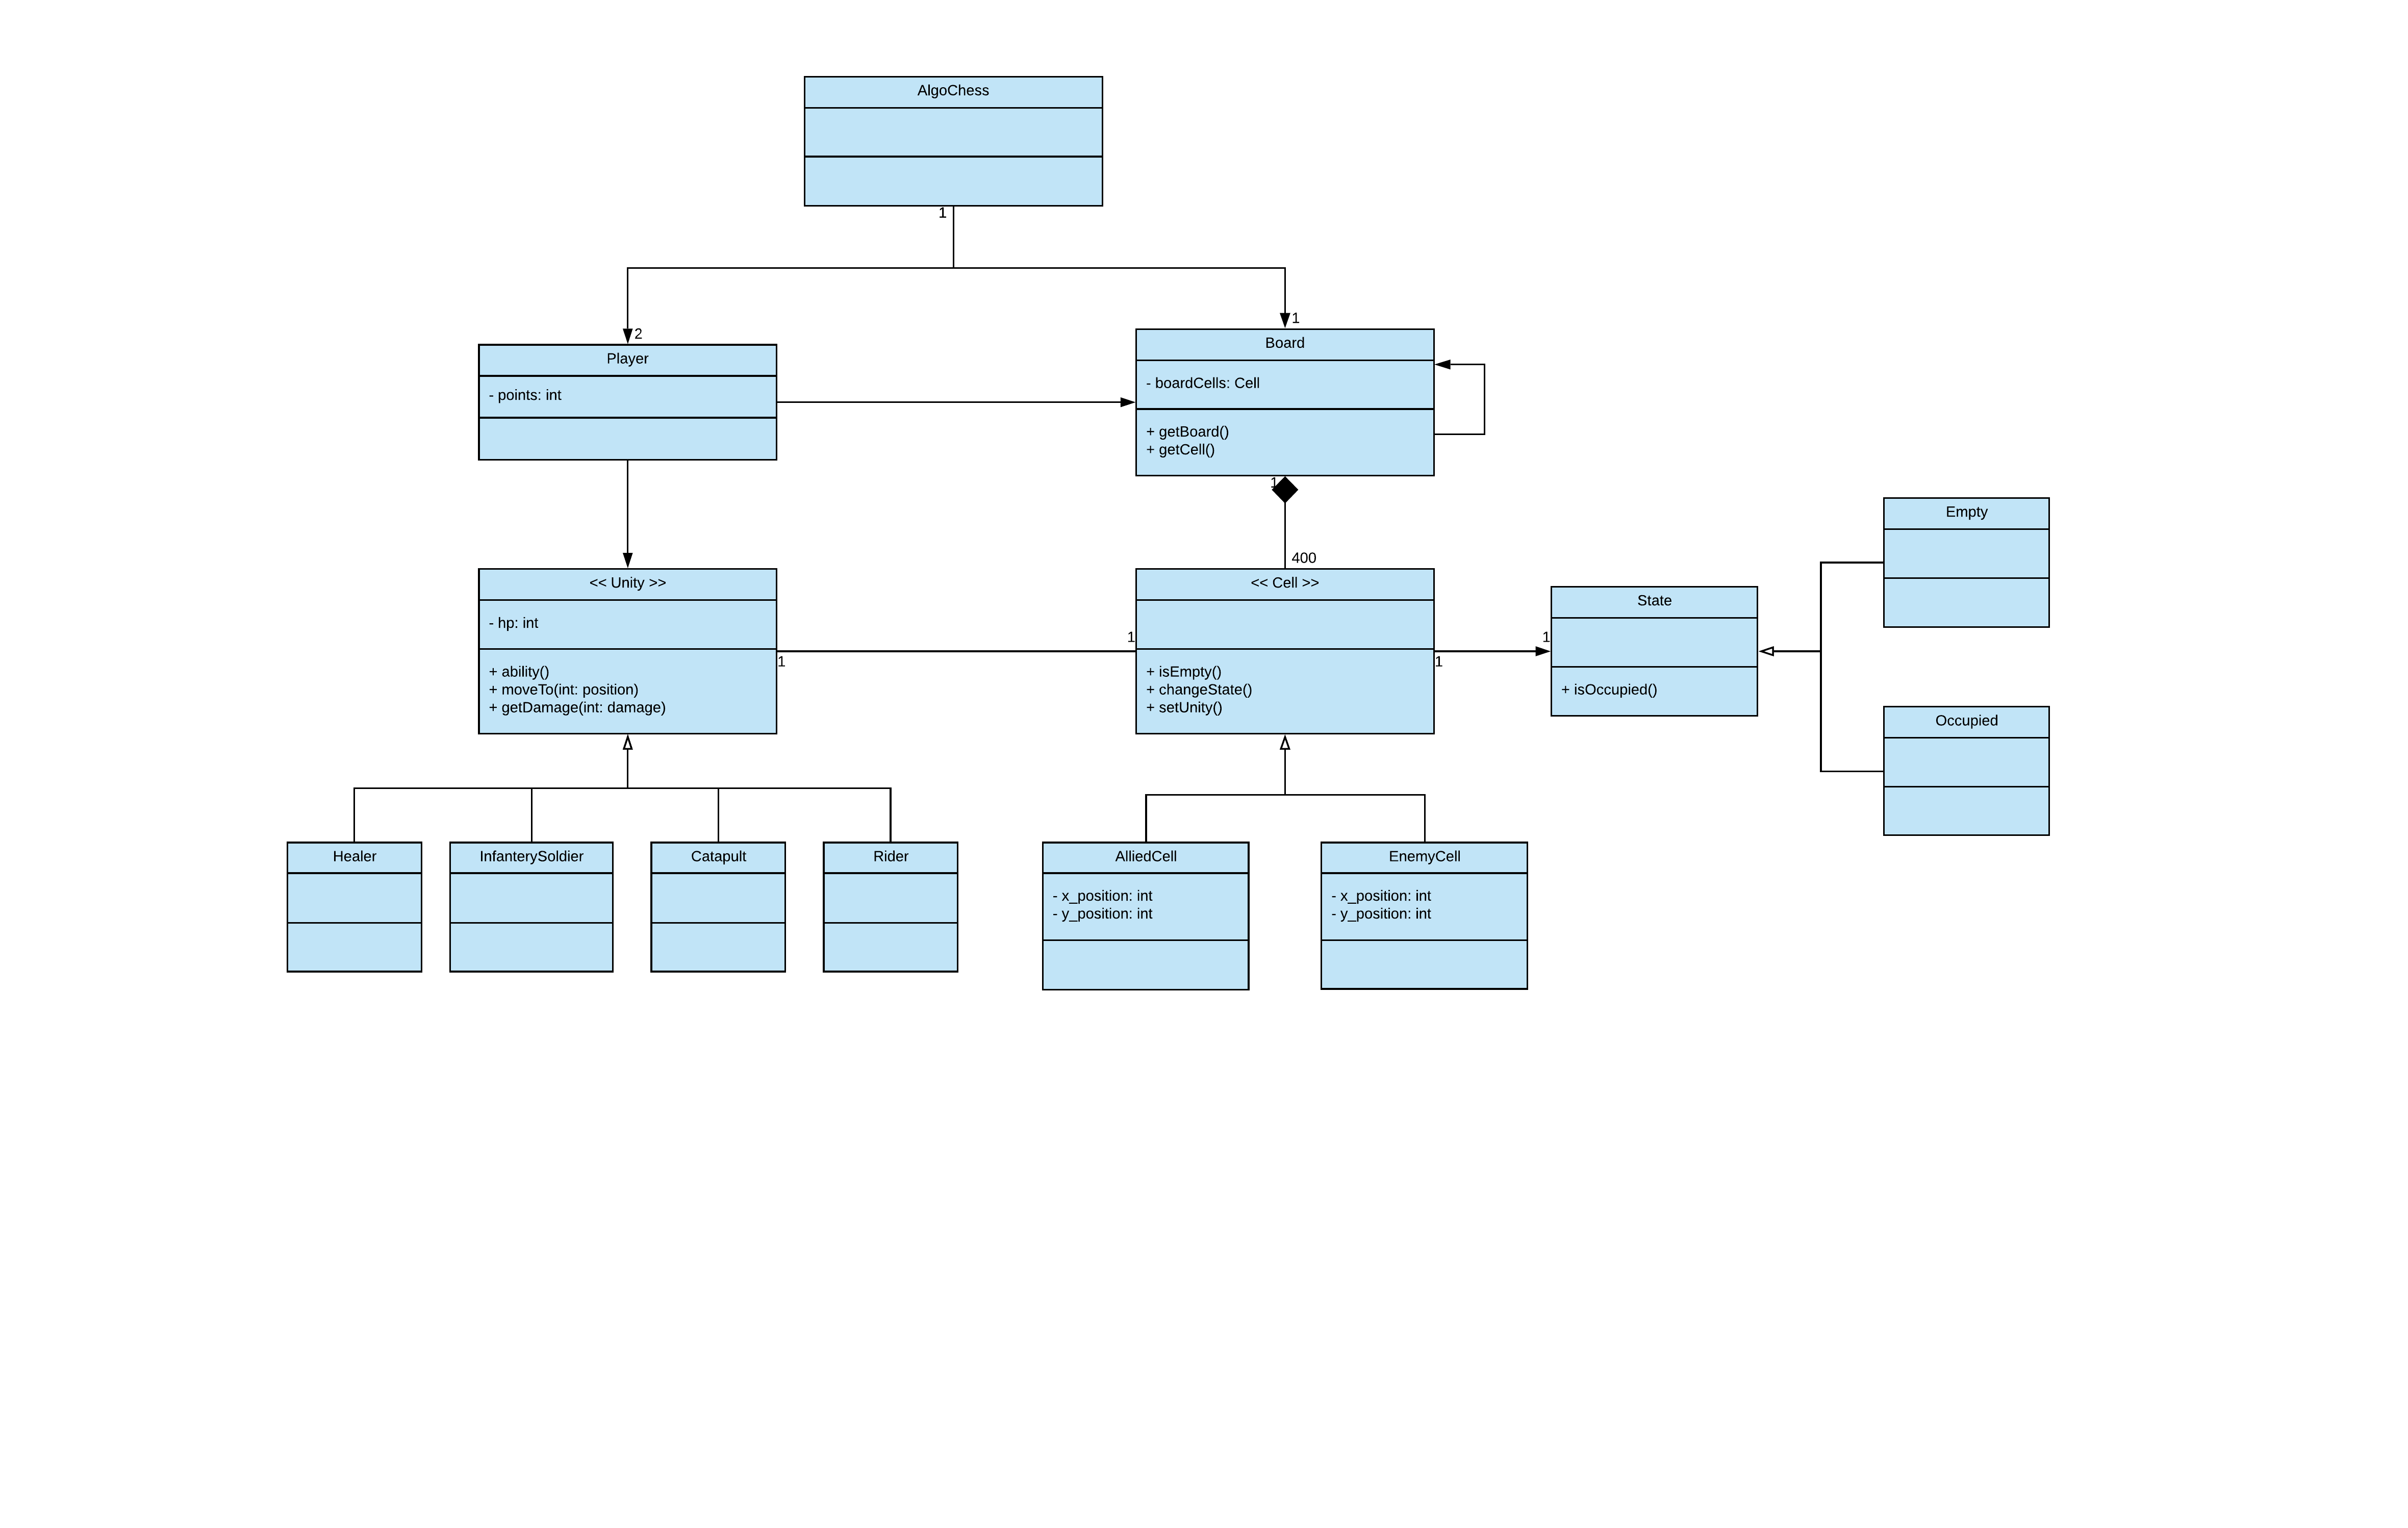 AlgoChess
1
2
1
Player
- points: int
Board
- boardCells: Cell
+ getBoard()
+ getCell()
1
400
<< Unity >>
- hp: int
+ ability()
+ moveTo(int: position)
+ getDamage(int: damage)
1
1
<< Cell >>
+ isEmpty()
+ changeState()
+ setUnity()
1
1
State
+ isOccupied()
Empty
Occupied
Healer
InfanterySoldier
Catapult
Rider
AlliedCell
- x_position: int
- y_position: int
EnemyCell
- x_position: int
- y_position: int